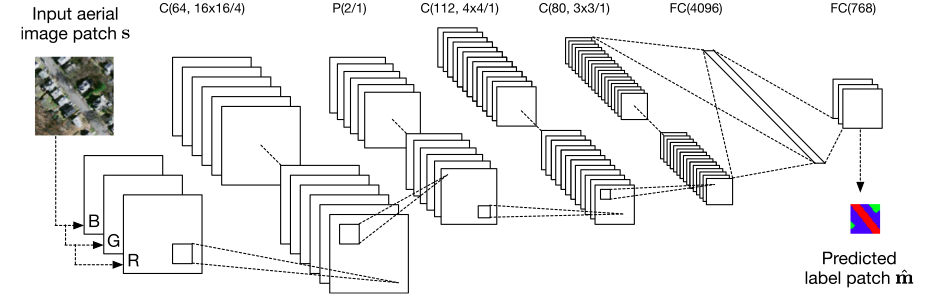 Input aerial
image patch s
C(64, 16x16/4)
P(2/1)
C(112, 4x4/1)
C(80, 3x3/1)
FC(4096)
FC(768)
B
G
R
Predicted
label patch m̂